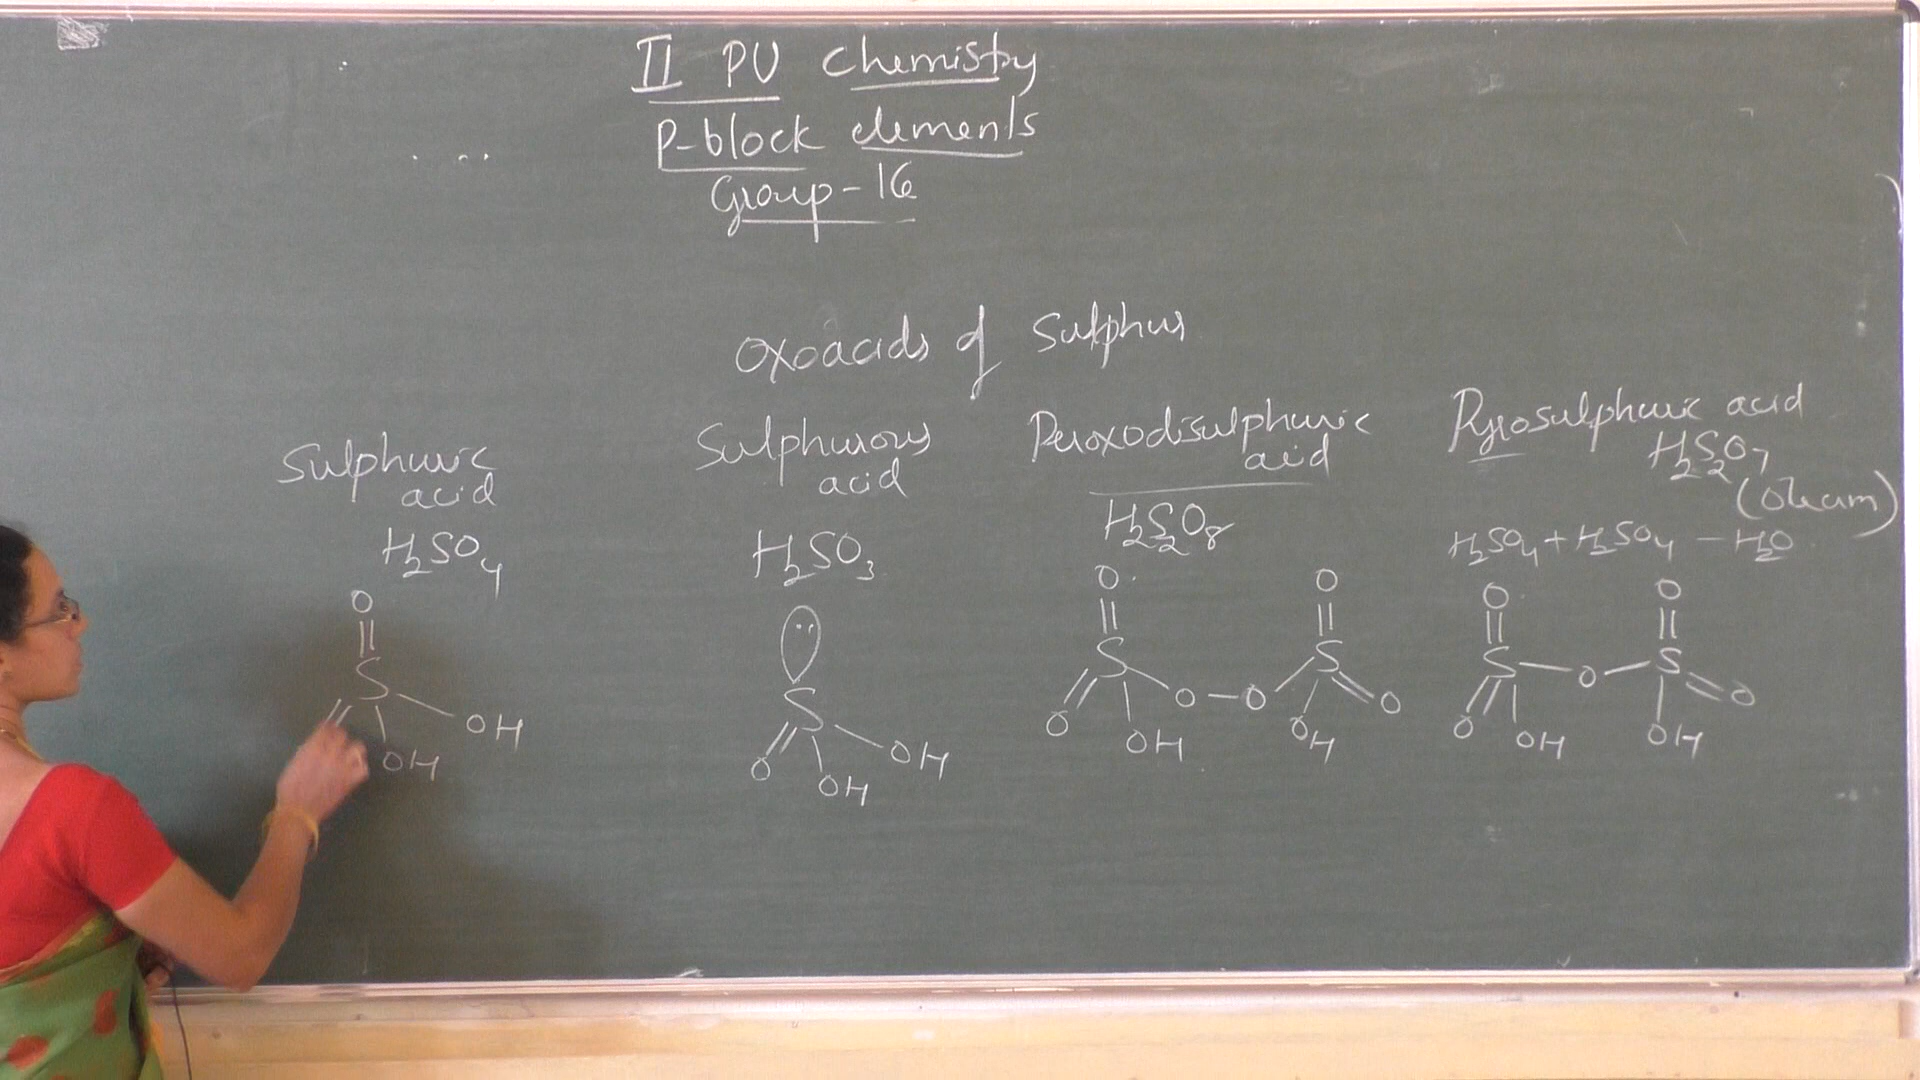 II PU Chemistry
P-block elements
Group-16
Oxoacids of Sulphur
Sulphuric
acid
H2SO4
O
S
OH
OH
Sulphurous
acid
H2SO3
S
O
OH
OH
Peroxodisulphuric
acid
H2S2O8
O O
S S
O O—O O
OH OH
Pyrosulphuric acid
H2S2O7
(Oleum)
H2SO4 + H2SO4 - H2O
O O
S O S
O O
OH OH